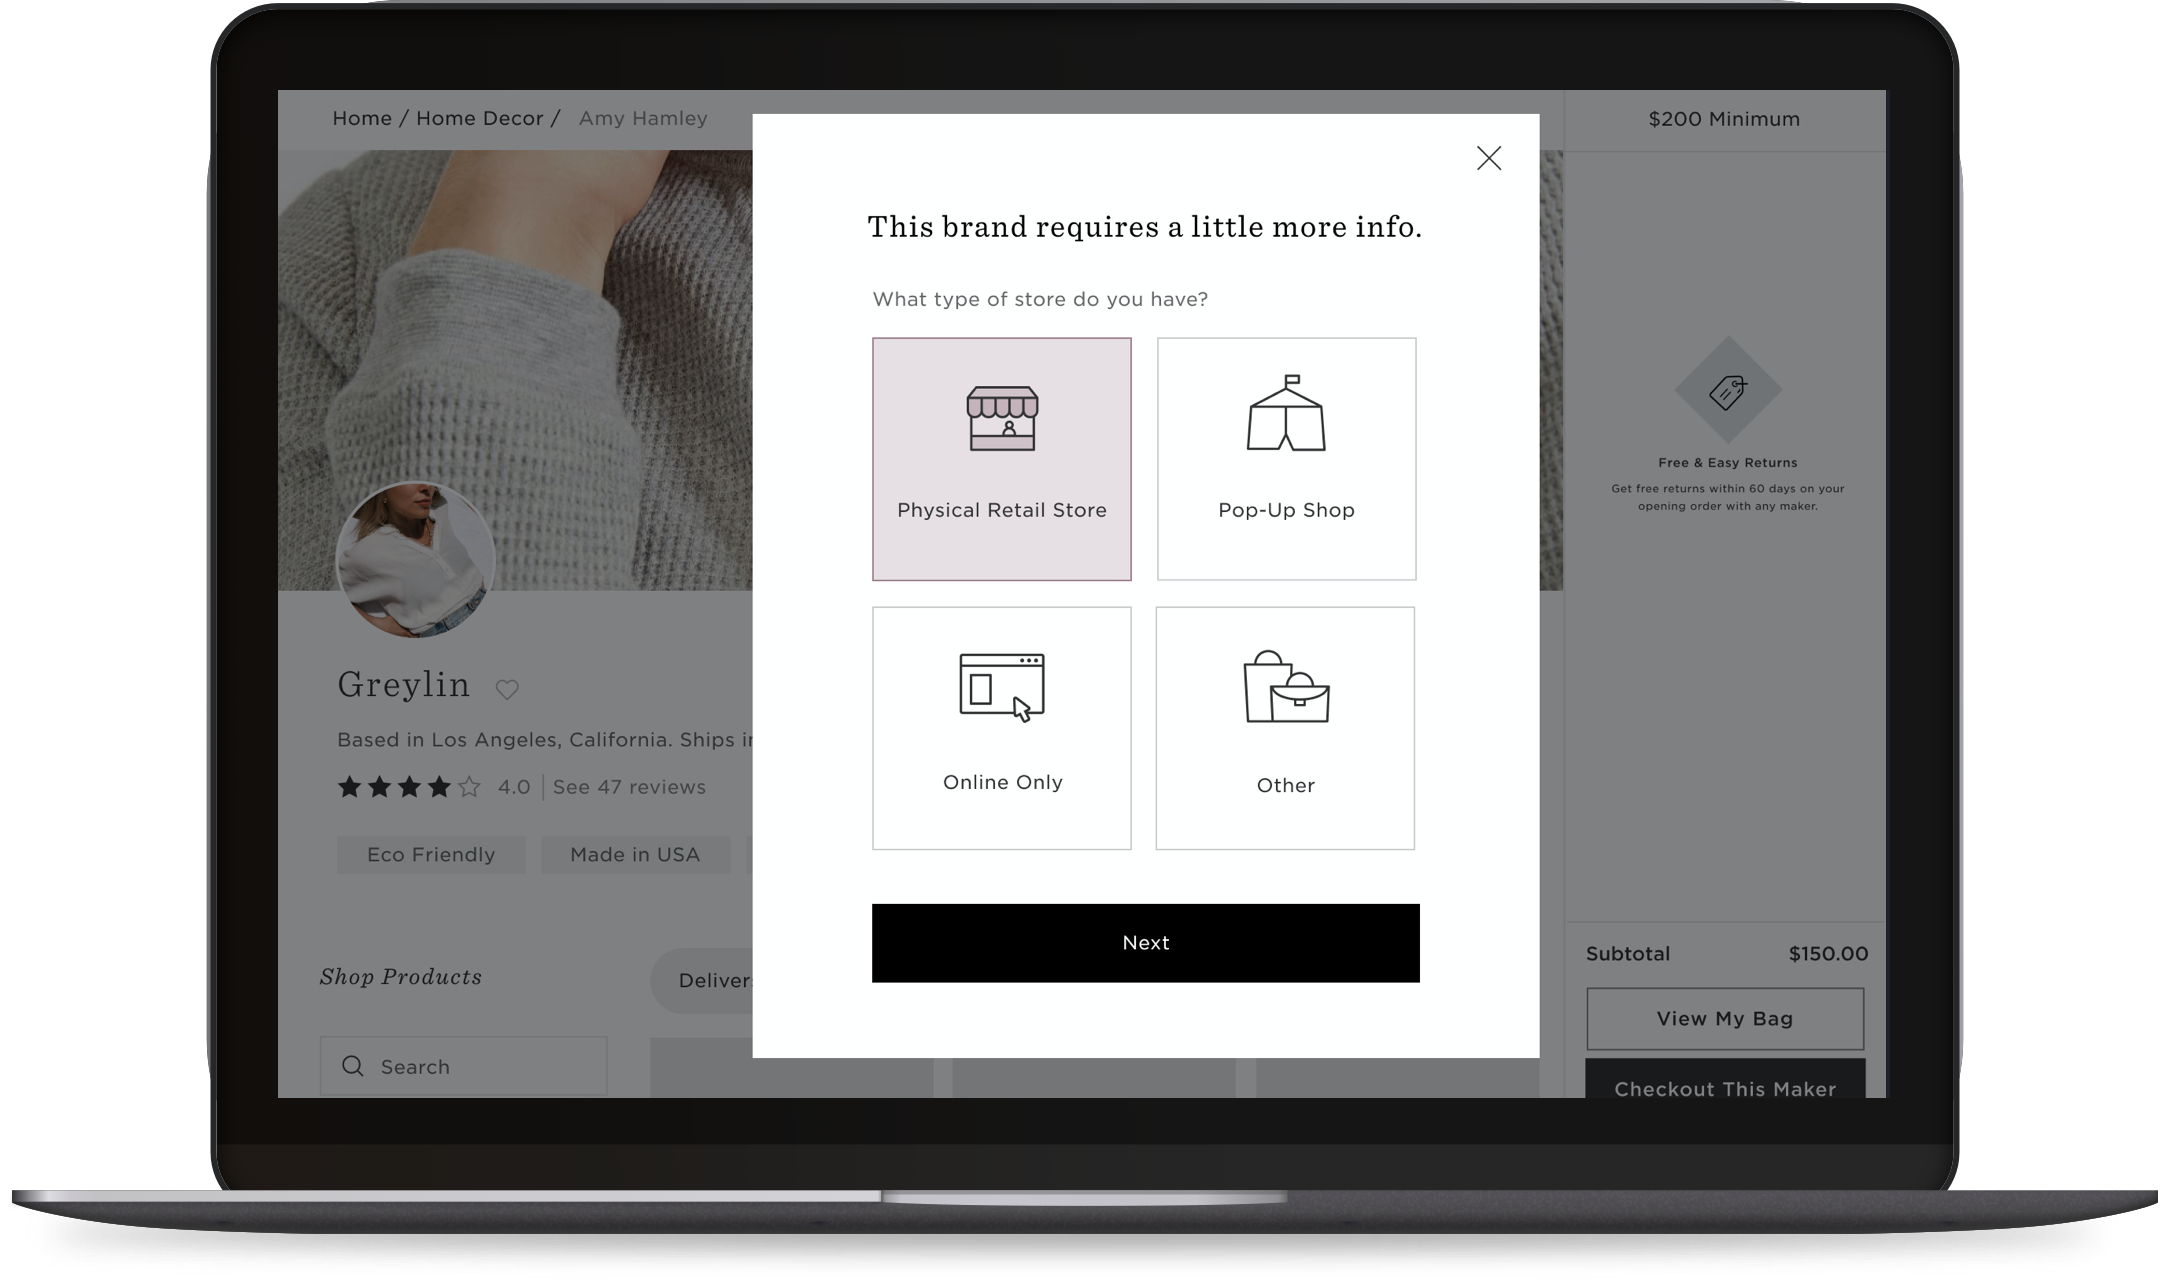 Home / Home Decor / Amy Hamley
$200 Minimum
This brand requires a little more info.
What type of store do you have?
Physical Retail Store
Pop-Up Shop
Online Only
Other
Next
Free & Easy Returns
Get free returns within 60 days on your
opening order with any maker.
Greylin
Based in Los Angeles, California. Ships
4.0 | See 47 reviews
Eco Friendly
Made in USA
Shop Products
Search
Subtotal
$150.00
View My Bag
Checkout This Maker